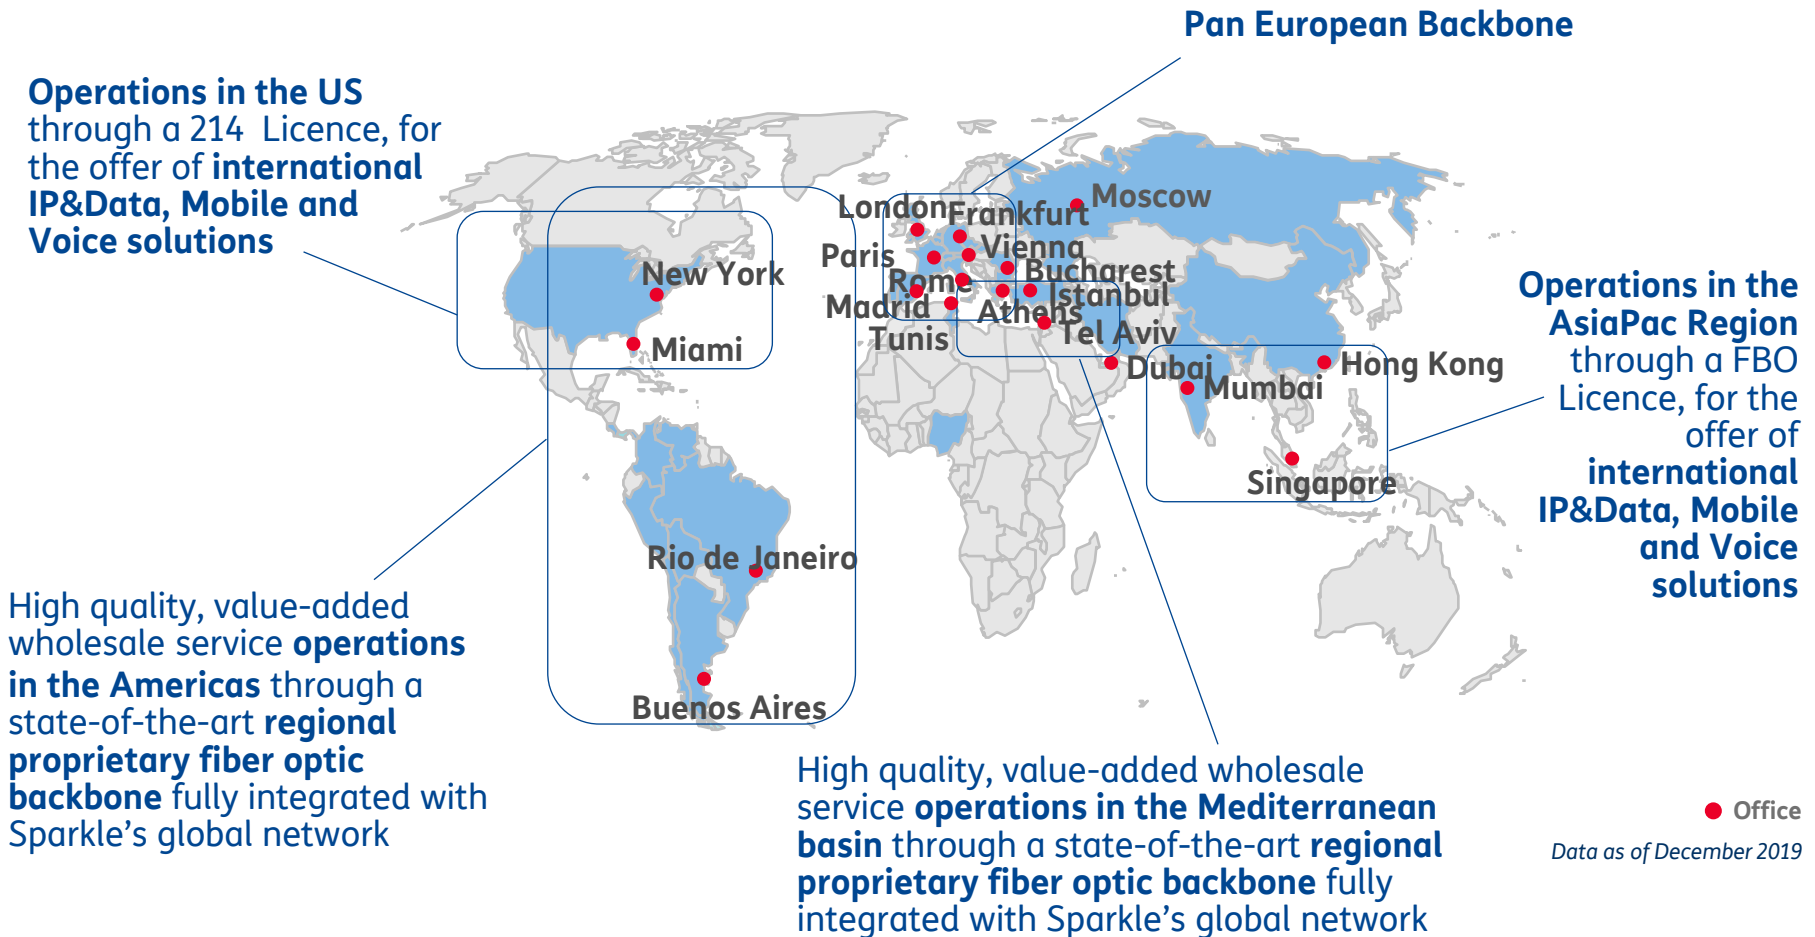 Pan European Backbone
Operations in the US
through a 214 Licence, for
the offer of international
IP&Data, Mobile and
Voice solutions
London
Frankfurt
Moscow
Paris
Vienna
Rome
Bucharest
Madrid
Istanbul
Athens
Tunis
Tel Aviv
New York
Miami
Dubai
Mumbai
Hong Kong
Singapore
Operations in the
AsiaPac Region
through a FBO
Licence, for the
offer of
international
IP&Data, Mobile
and Voice
solutions
Rio de Janeiro
Buenos Aires
High quality, value-added
wholesale service operations
in the Americas through a
state-of-the-art regional
proprietary fiber optic
backbone fully integrated with
Sparkle's global network
High quality, value-added wholesale
service operations in the Mediterranean
basin through a state-of-the-art regional
proprietary fiber optic backbone fully
integrated with Sparkle's global network
Office
Data as of December 2019